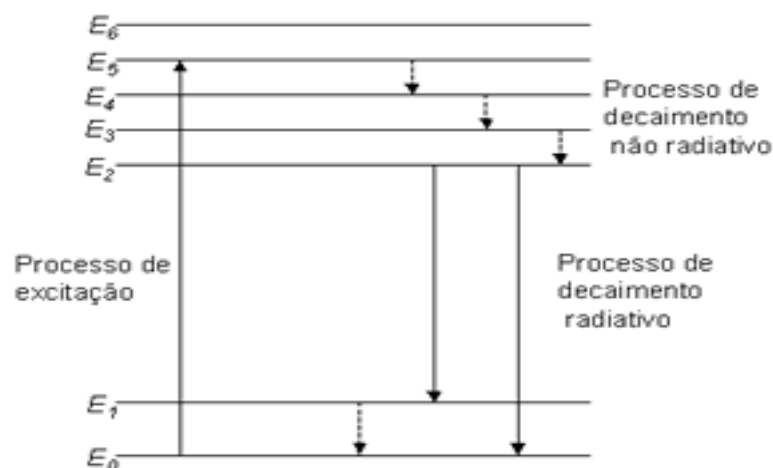 E6
E5
E4
E3
E2
Processo de
decaimento
não radiativo
Processo de
excitação
Processo de
decaimento
radiativo
E1
E0